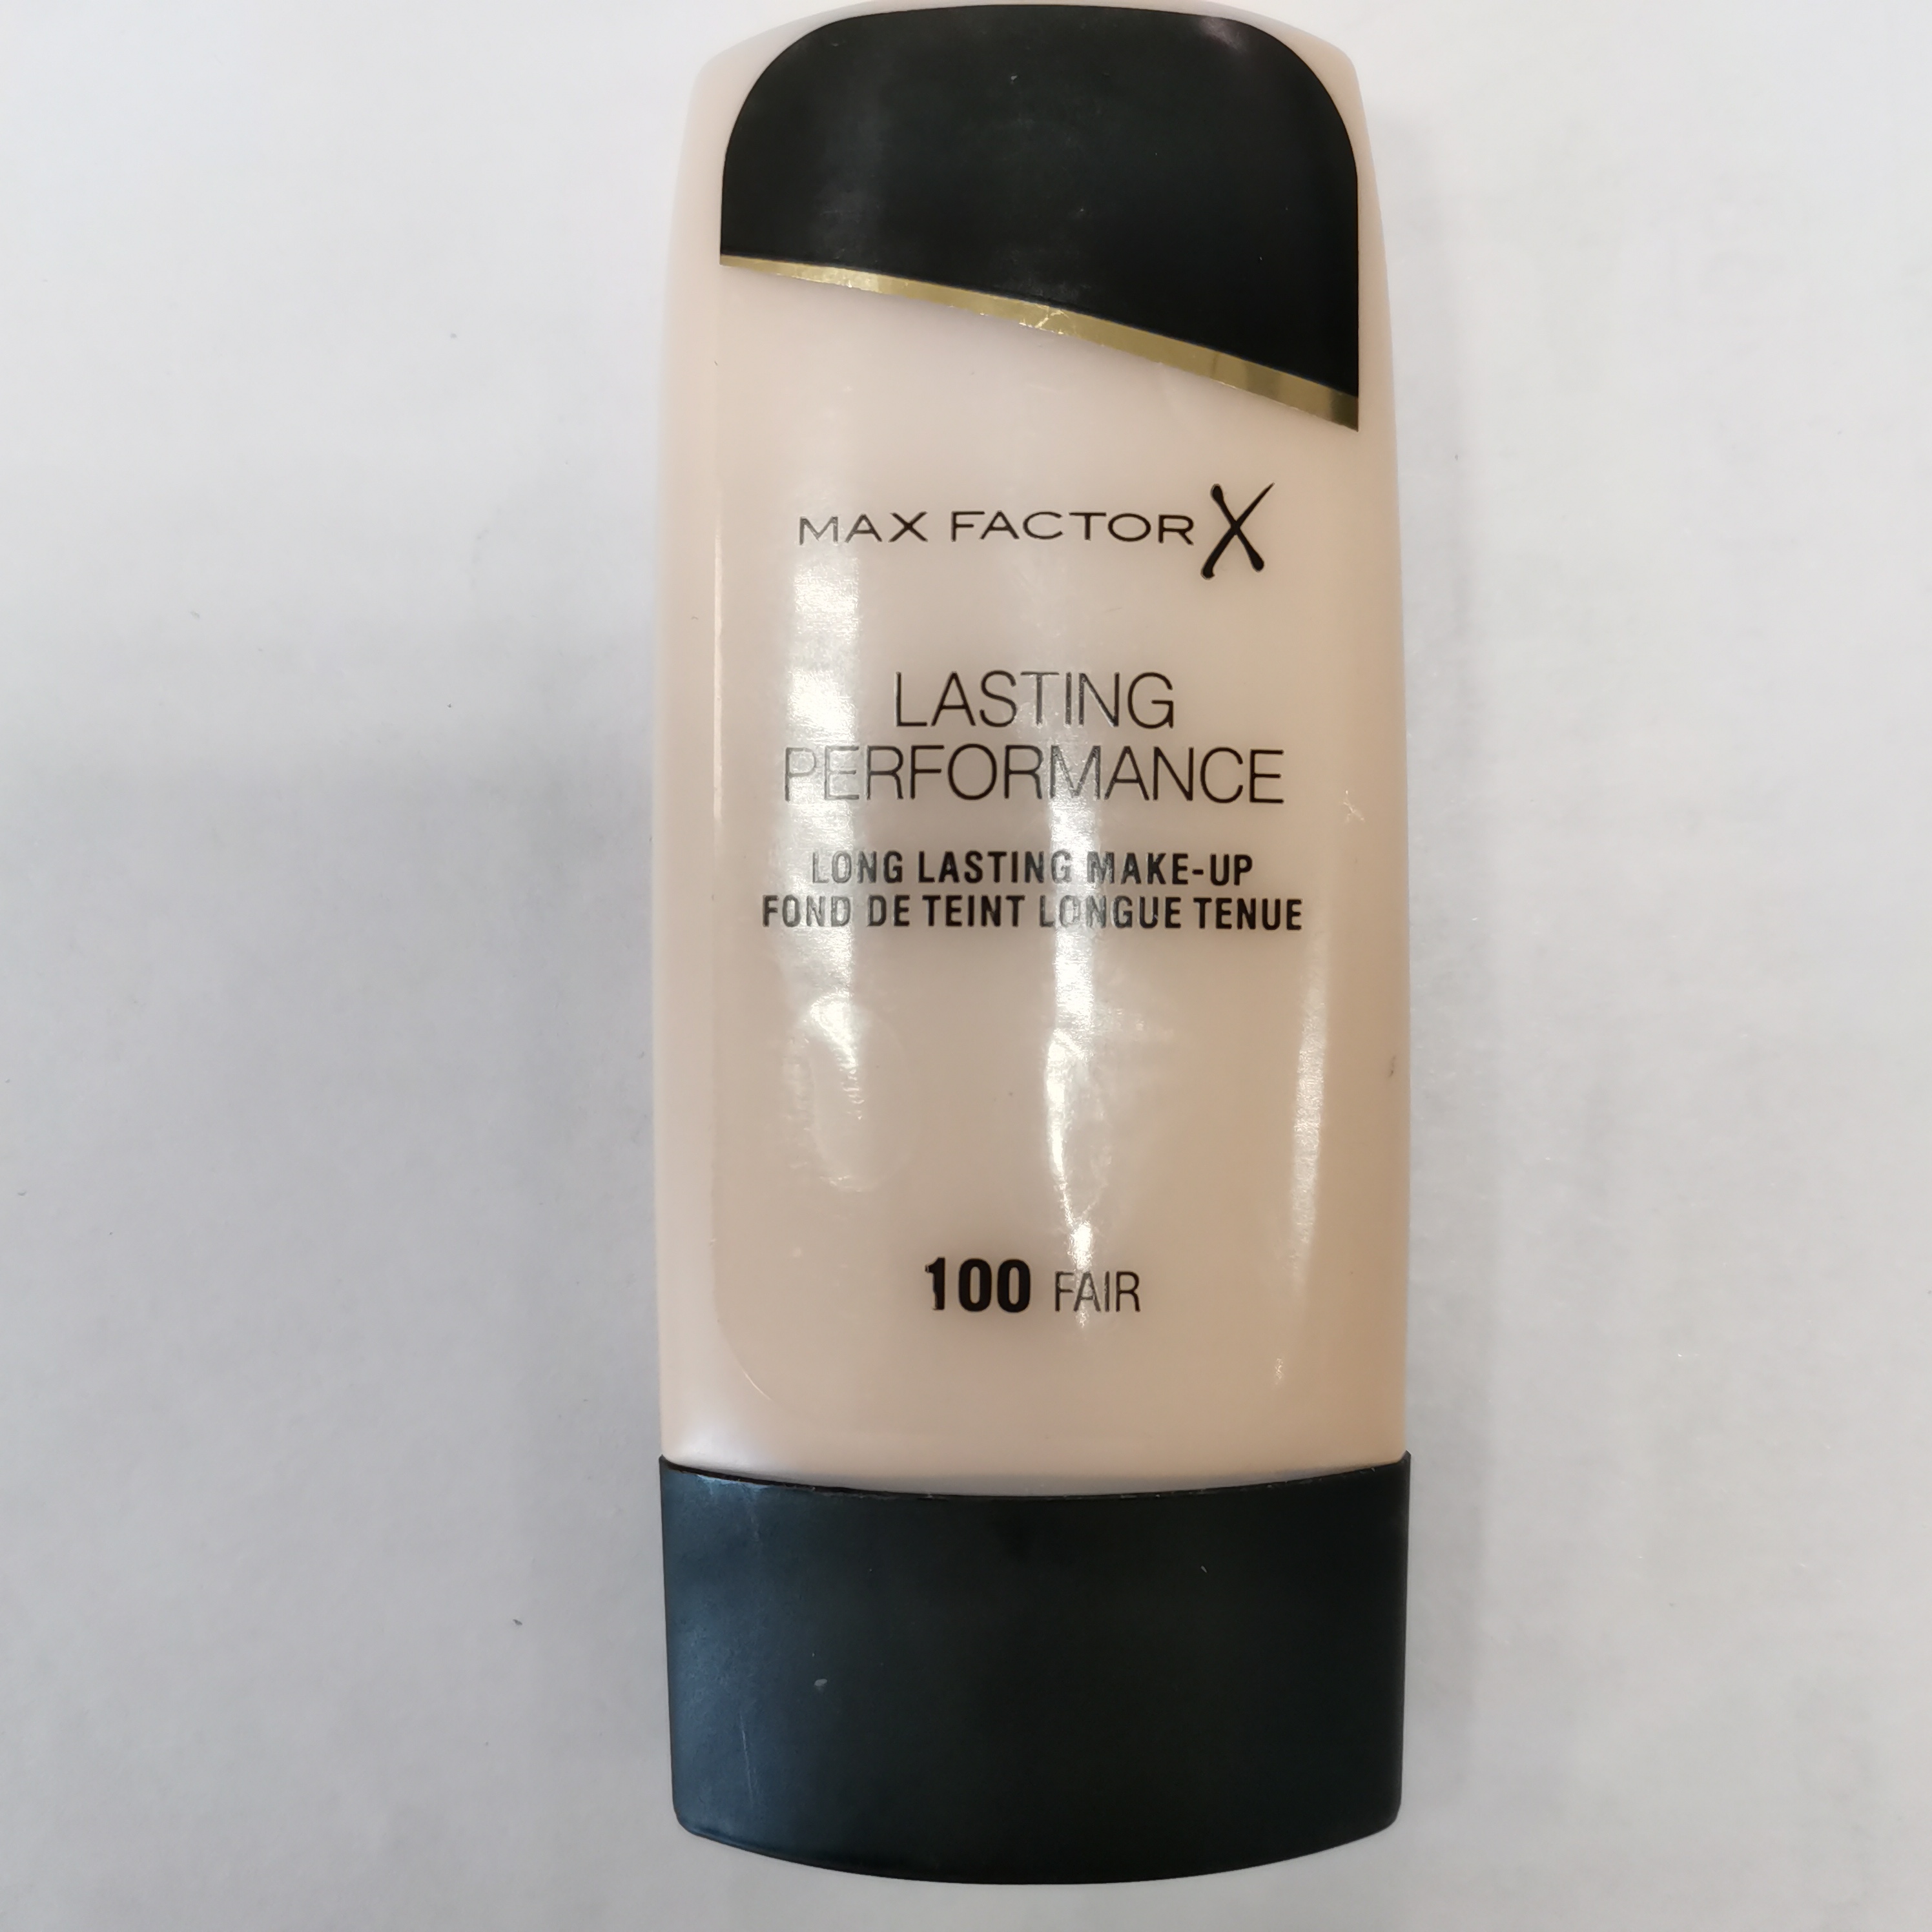 MAX FACTOR X
LASTING
PERFORMANCE
LONG LASTING MAKE-UP
FOND DE TEINT LONGUE TENUE
100 FAIR